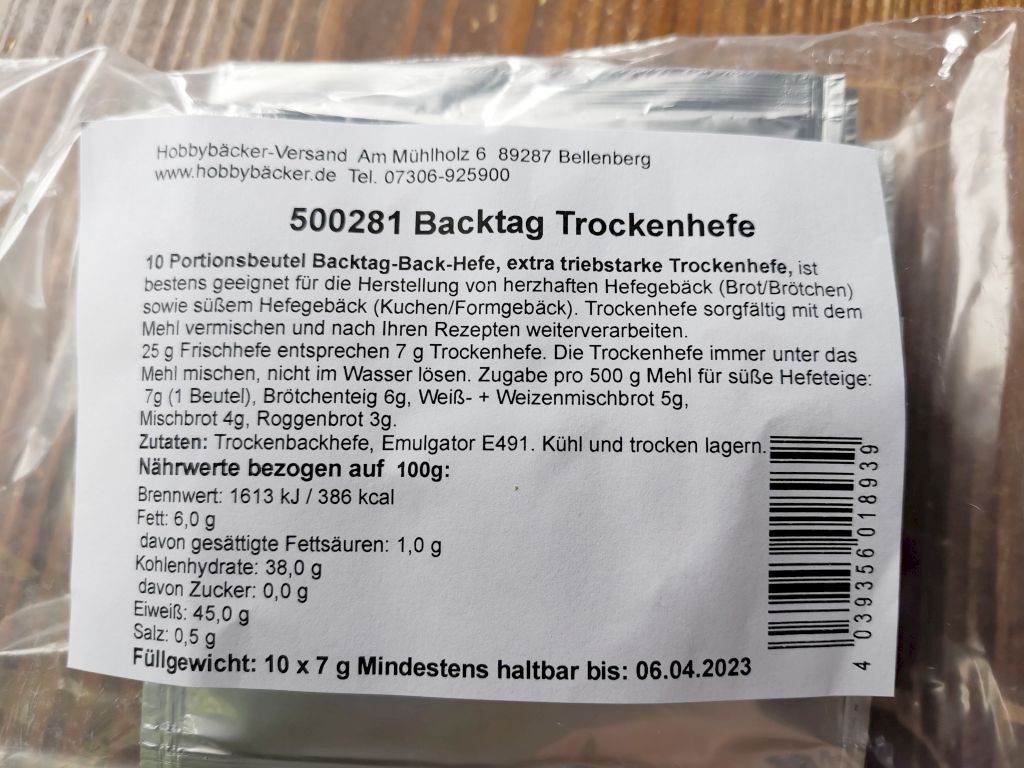 Hobbybäcker-Versand Am Mühlholz 6 89287 Bellenberg
www.hobbybäcker.de Tel. 07306-925900
500281 Backtag Trockenhefe
10 Portionsbeutel Backtag-Back-Hefe, extra triebstarke Trockenhefe, ist
bestens geeignet für die Herstellung von herzhaften Hefegebäck (Brot/Brötchen)
sowie süßem Hefegebäck (Kuchen/Formgebäck). Trockenhefe sorgfältig mit dem
Mehl vermischen und nach Ihren Rezepten weiterverarbeiten.
25 g Frischhefe entsprechen 7 g Trockenhefe. Die Trockenhefe immer unter das
Mehl mischen, nicht im Wasser lösen. Zugabe pro 500 g Mehl für süße Hefeteige:
7g (1 Beutel), Brötchenteig 6g, Weiß- + Weizenmischbrot 5g,
Mischbrot 4g, Roggenbrot 3g.
Zutaten: Trockenbackhefe, Emulgator E491. Kühl und trocken lagern.
Nährwerte bezogen auf 100g:
Brennwert: 1613 kJ / 386 kcal
Fett: 6,0 g
davon gesättigte Fettsäuren: 1,0 g
Kohlenhydrate: 38,0 g
davon Zucker: 0,0 g
Eiweiß: 45,0 g
Salz: 0,5 g
Füllgewicht: 10 x 7 g Mindestens haltbar bis: 06.04.2023
4 039356 018939